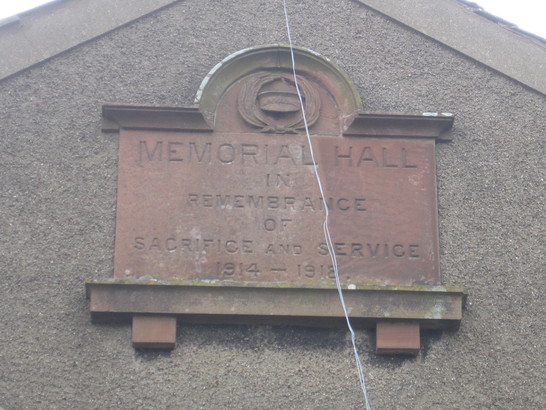 MEMORIAL HALL
IN
REMEMBRANCE
OF
SACRIFICE AND SERVICE
1914 — 1918.